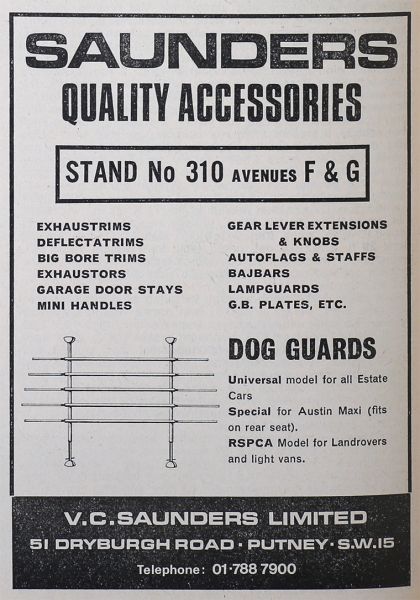 SAUNDERS
QUALITY ACCESSORIES
STAND No 310 AVENUES F & G
EXHAUSTRIMS
DEFLECTATRIMS
BIG BORE TRIMS
EXHAUSTORS
GARAGE DOOR STAYS
MINI HANDLES
GEAR LEVER EXTENSIONS
& KNOBS
AUTOFLAGS & STAFFS
BAJBARS
LAMPGUARDS
G.B. PLATES, ETC.
DOG GUARDS
Universal model for all Estate
Cars
Special for Austin Maxi (fits
on rear seat).
RSPCA Model for Landrovers
and light vans.
V.C. SAUNDERS LIMITED
51 DRYBURGH ROAD · PUTNEY · S.W.15
Telephone: 01·788 7900